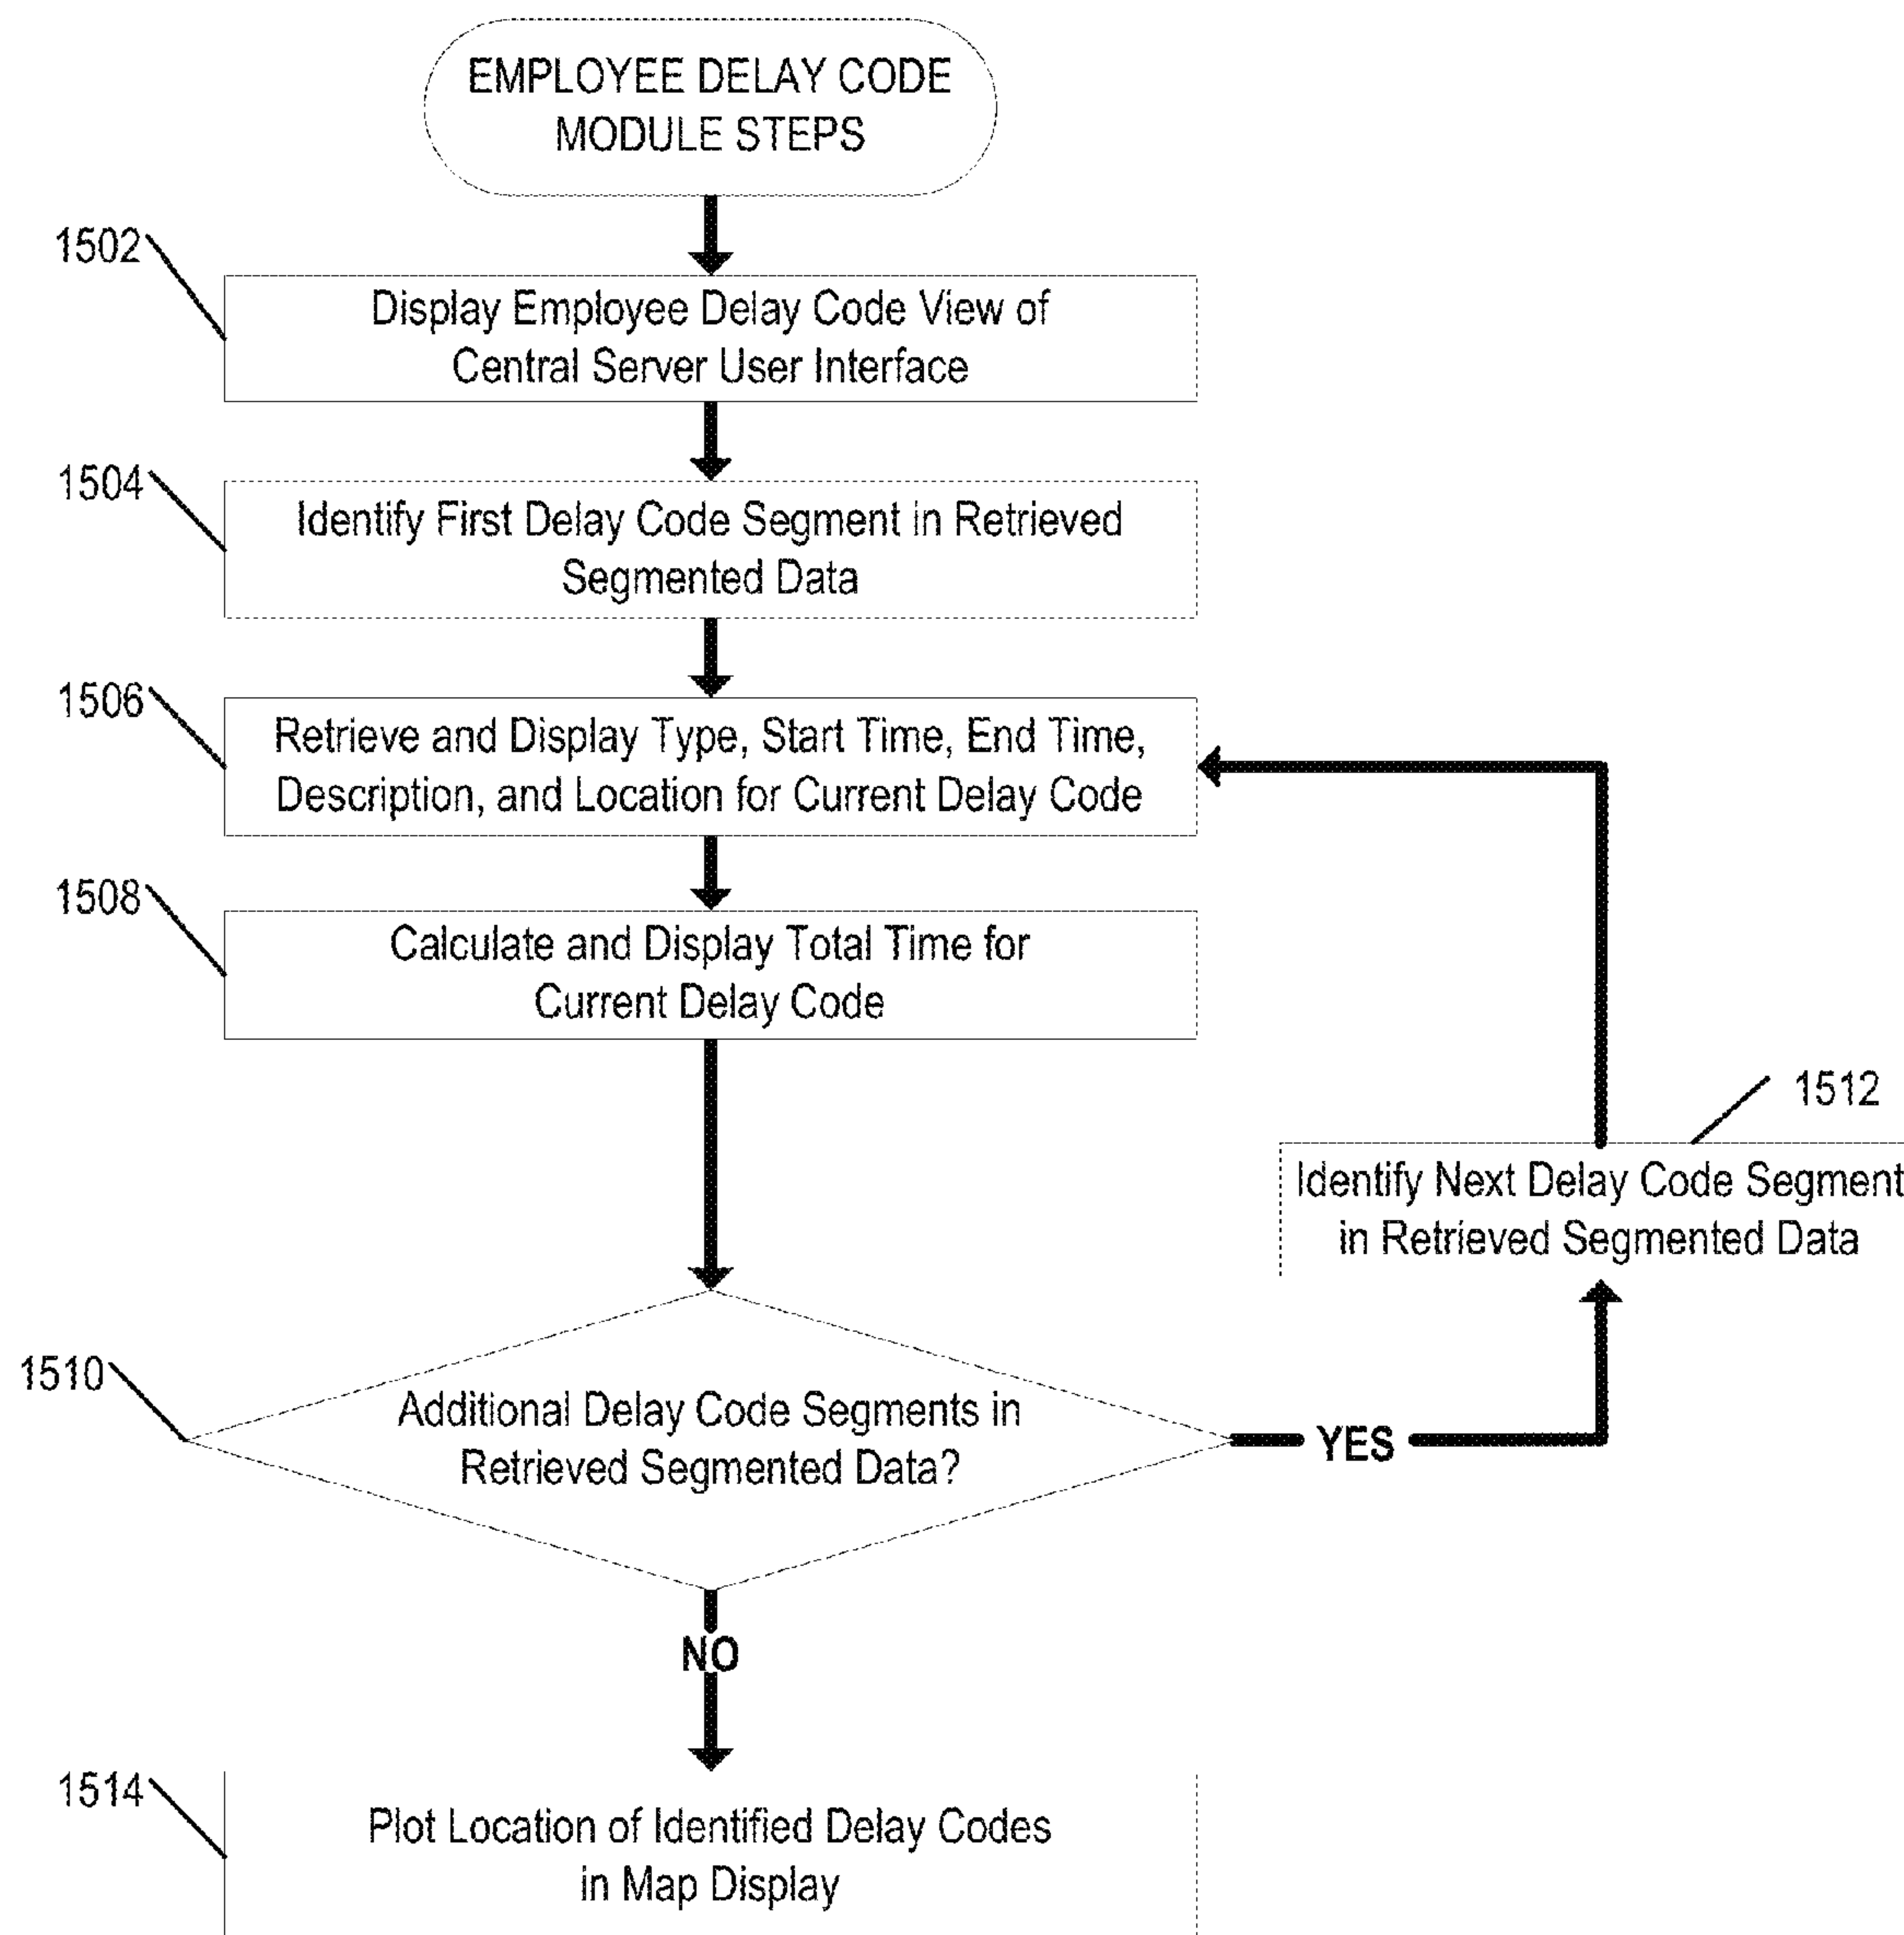 EMPLOYEE DELAY CODE
MODULE STEPS
1502
Display Employee Delay Code View of
Central Server User Interface
1504
Identify First Delay Code Segment in Retrieved
Segmented Data
1506
Retrieve and Display Type, Start Time, End Time,
Description, and Location for Current Delay Code
1508
Calculate and Display Total Time for
Current Delay Code
1512
Identify Next Delay Code Segment
in Retrieved Segmented Data
1510
Additional Delay Code Segments in
Retrieved Segmented Data?
YES
NO
1514
Plot Location of Identified Delay Codes
in Map Display